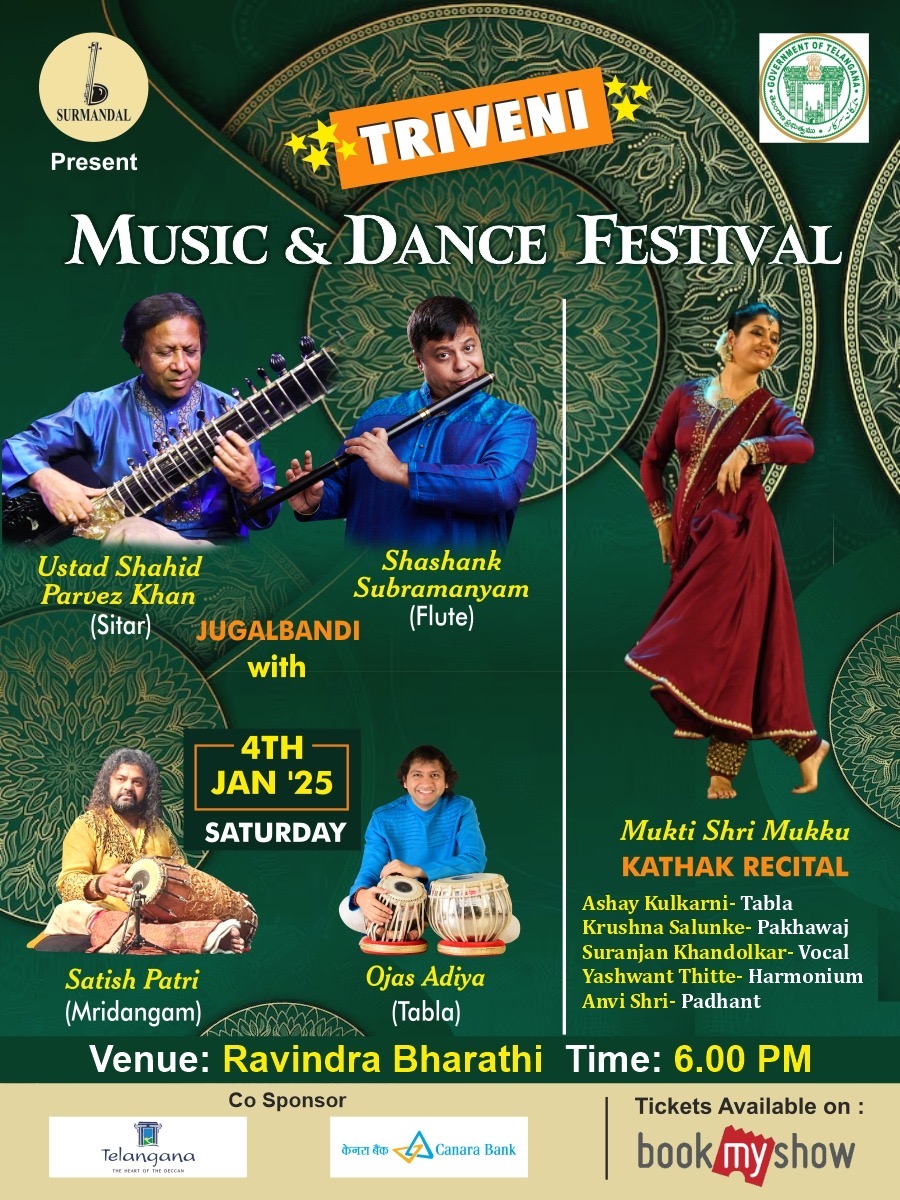 SURMANDAL
Present
TRIVENI
GOVERNMENT OF TELANGANA
MUSIC & DANCE FESTIVAL
Ustad Shahid
Parvez Khan
(Sitar)
Shashank
Subramanyam
(Flute)
JUGALBANDI
with
4TH
JAN '25
SATURDAY
Satish Patri
(Mridangam)
Ojas Adiya
(Tabla)
Mukti Shri Mukku
KATHAK RECITAL
Ashay Kulkarni- Tabla
Krushna Salunke- Pakhawaj
Suranjan Khandolkar- Vocal
Yashwant Thitte- Harmonium
Anvi Shri- Padhant
Venue: Ravindra Bharathi Time: 6.00 PM
Co Sponsor
Telangana
THE HEART OF THE DECCAN
केनरा बैंक Canara Bank
Tickets Available on :
bookmyshow